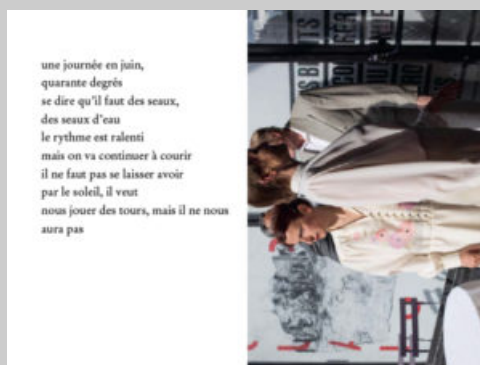 une journée en juin,
quarante degrés
se dire qu'il faut des seaux,
des seaux d'eau
le rythme est ralenti
mais on va continuer à courir
il ne faut pas se laisser avoir
par le soleil, il veut
nous jouer des tours, mais il ne nous
aura pas